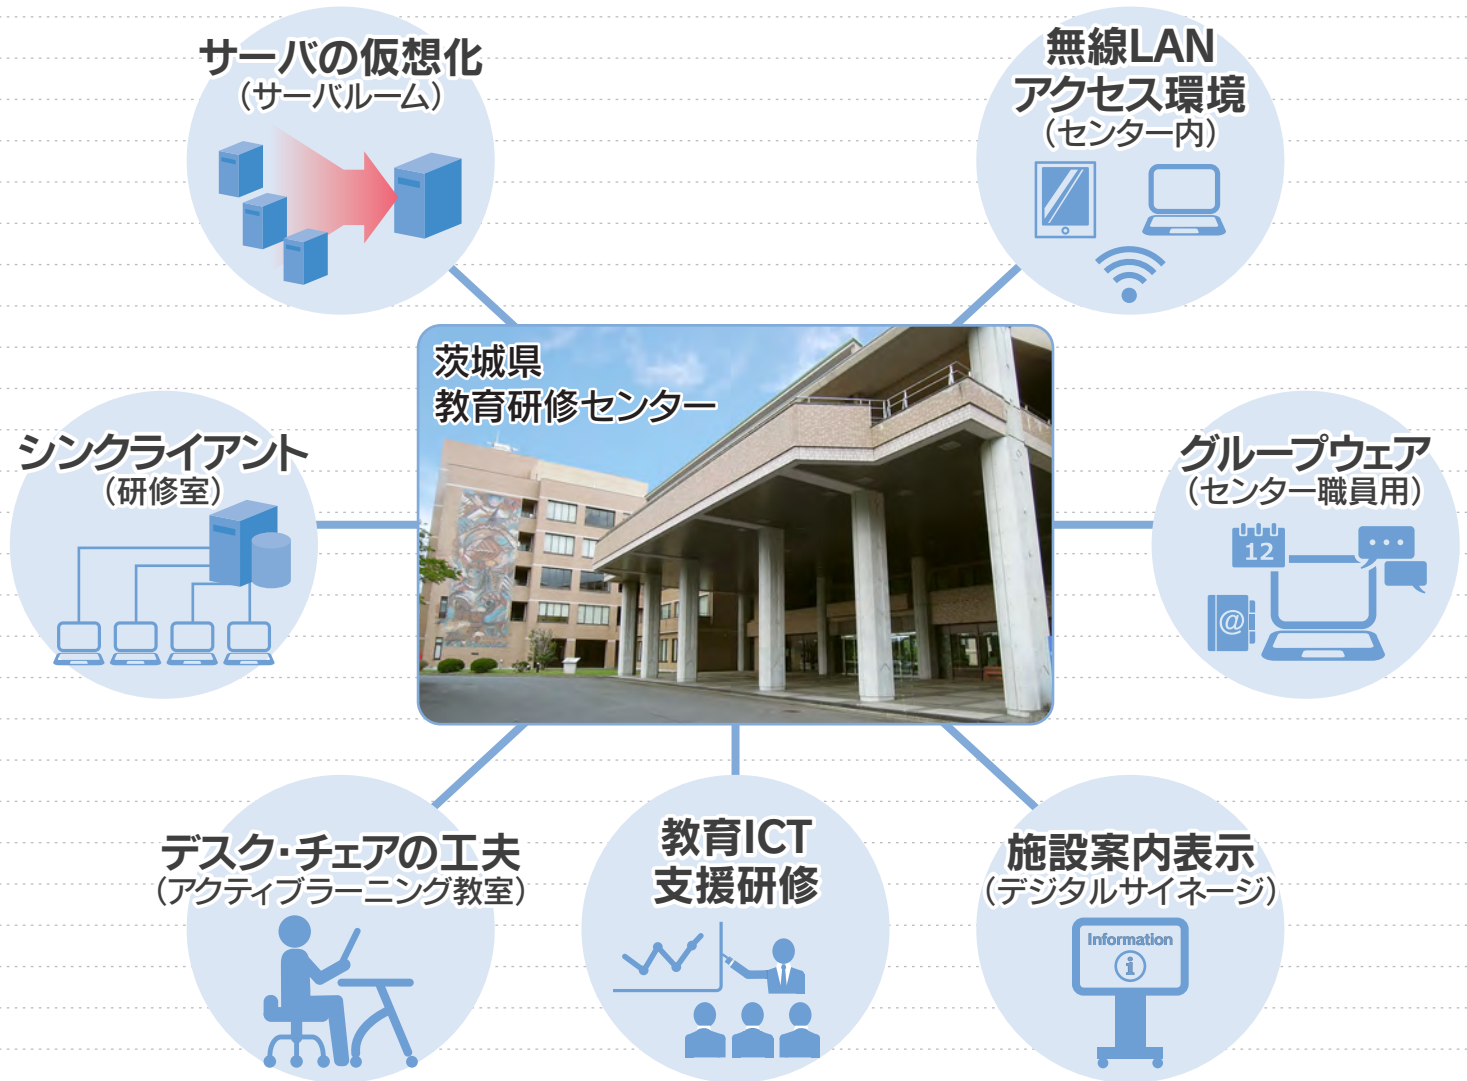 サーバの仮想化
（サーバルーム）
無線LAN
アクセス環境
（センター内）
茨城県
教育研修センター
シンクライアント
（研修室）
グループウェア
（センター職員用）
12
@
デスク・チェアの工夫
（アクティブラーニング教室）
教育ICT
支援研修
施設案内表示
（デジタルサイネージ）
Information
i